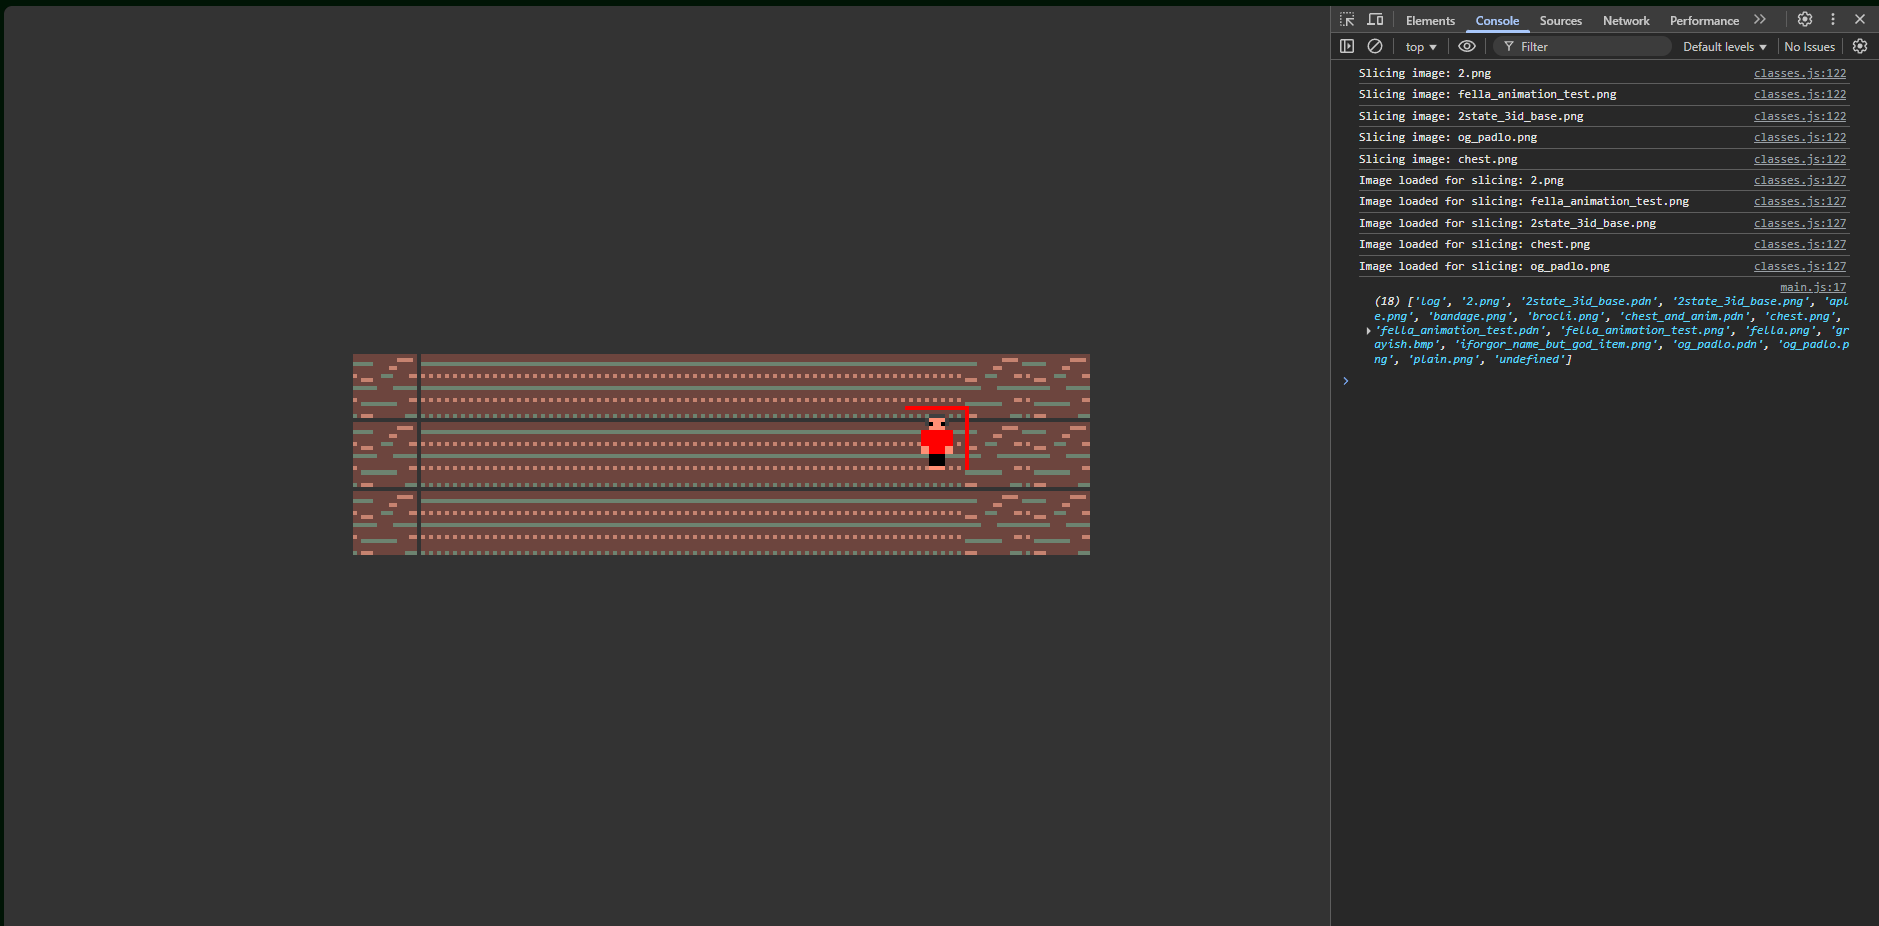 Elements Console Sources Network Performance
top Filter Default levels No Issues
Slicing image: 2.png classes.js:122
Slicing image: fella_animation_test.png classes.js:122
Slicing image: 2state_3id_base.png classes.js:122
Slicing image: og_padlo.png classes.js:122
Slicing image: chest.png classes.js:122
Image loaded for slicing: 2.png classes.js:127
Image loaded for slicing: fella_animation_test.png classes.js:127
Image loaded for slicing: 2state_3id_base.png classes.js:127
Image loaded for slicing: chest.png classes.js:127
Image loaded for slicing: og_padlo.png classes.js:127
main.js:17
(18) ['log', '2.png', '2state_3id_base.pdn', '2state_3id_base.png', 'apl
e.png', 'bandage.png', 'brocli.png', 'chest_and_anim.pdn', 'chest.png',
'fella_animation_test.pdn', 'fella_animation_test.png', 'fella.png', 'gr
ayish.bmp', 'iforgor_name_but_god_item.png', 'og_padlo.pdn', 'og_padlo.p
ng', 'plain.png', 'undefined']